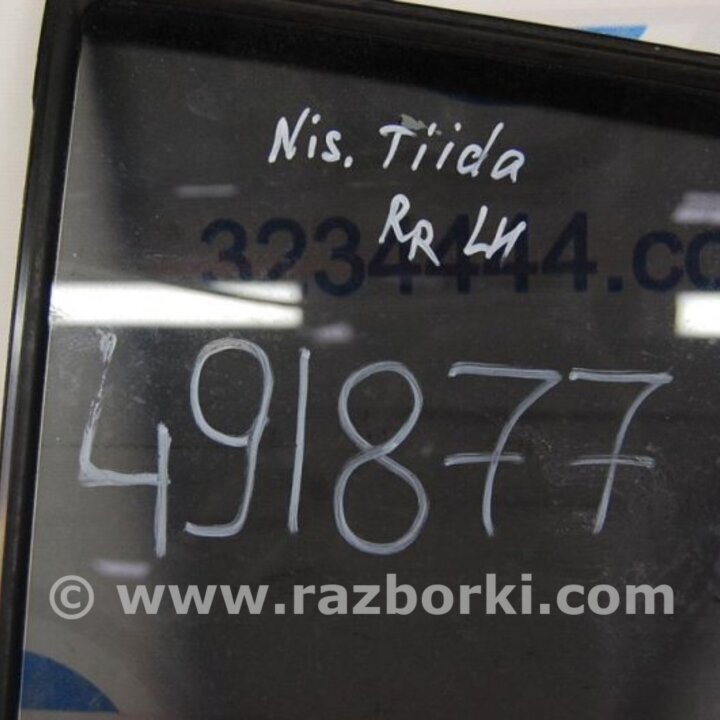 Nis. Tiida
RR LH
3234444.co
491877
© www.razborki.com